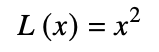 L (x) = x²